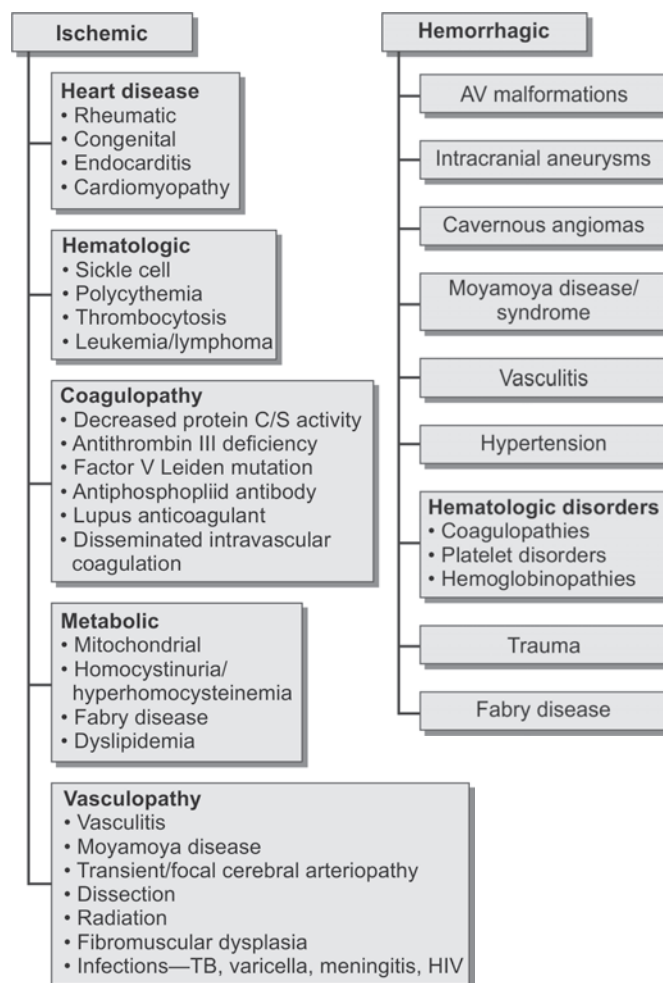 Ischemic
Heart disease
• Rheumatic
• Congenital
• Endocarditis
• Cardiomyopathy
Hematologic
• Sickle cell
• Polycythemia
• Thrombocytosis
• Leukemia/lymphoma
Coagulopathy
• Decreased protein C/S activity
• Antithrombin III deficiency
• Factor V Leiden mutation
• Antiphosphopliid antibody
• Lupus anticoagulant
• Disseminated intravascular
coagulation
Metabolic
• Mitochondrial
• Homocystinuria/
hyperhomocysteinemia
• Fabry disease
• Dyslipidemia
Vasculopathy
• Vasculitis
• Moyamoya disease
• Transient/focal cerebral arteriopathy
• Dissection
• Radiation
• Fibromuscular dysplasia
• Infections—TB, varicella, meningitis, HIV
Hemorrhagic
AV malformations
Intracranial aneurysms
Cavernous angiomas
Moyamoya disease/
syndrome
Vasculitis
Hypertension
Hematologic disorders
• Coagulopathies
• Platelet disorders
• Hemoglobinopathies
Trauma
Fabry disease